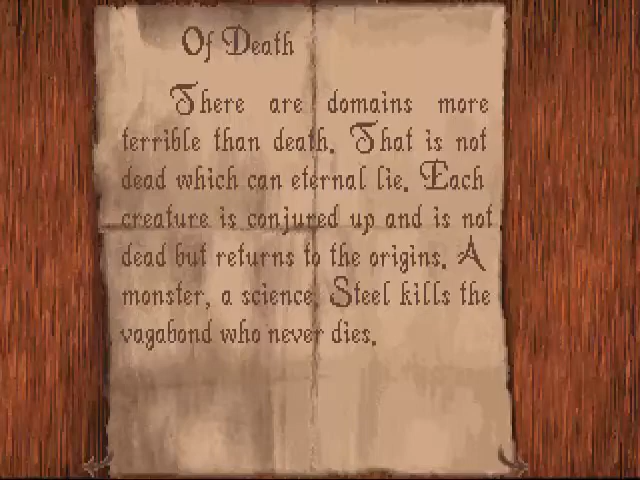 Of Death
There are domains more
terrible than death. That is not
dead which can eternal lie. Each
creature is conjured up and is not
dead but returns to the origins. A
monster, a science. Steel kills the
vagabond who never dies.